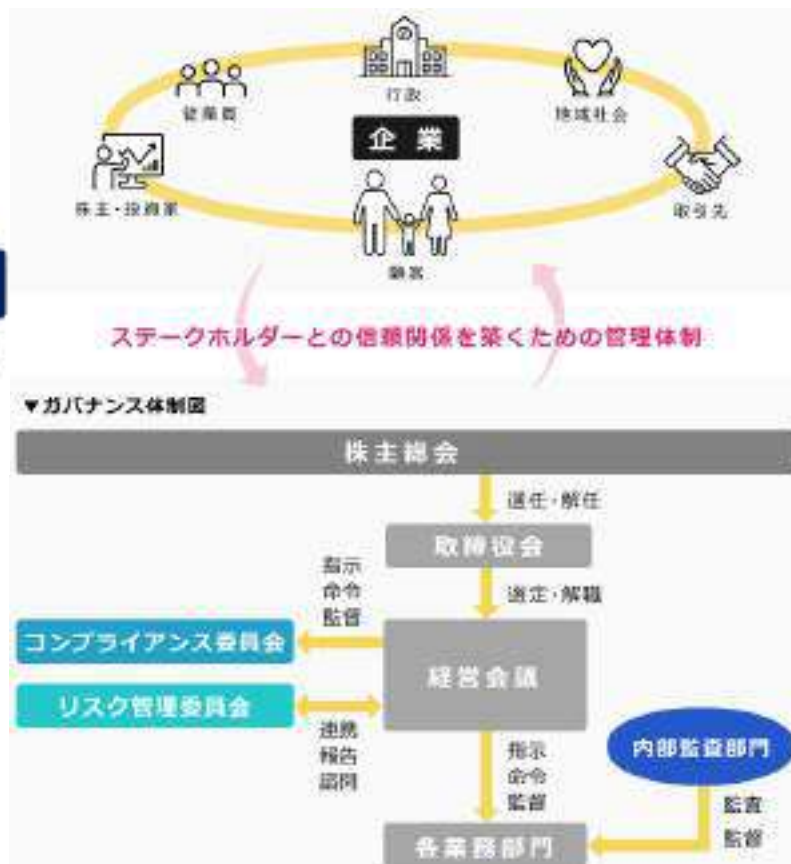 行政
従業員
地域社会
企業
株主・投資家
取引先
顧客
ステークホルダーとの信頼関係を築くための管理体制
▼ガバナンス体制図
株主総会
選任・解任
取締役会
指示
命令
監督
選定・解職
コンプライアンス委員会
経営会議
リスク管理委員会
連携
報告
諮問
指示
命令
監督
内部監査部門
監査
監督
各業務部門